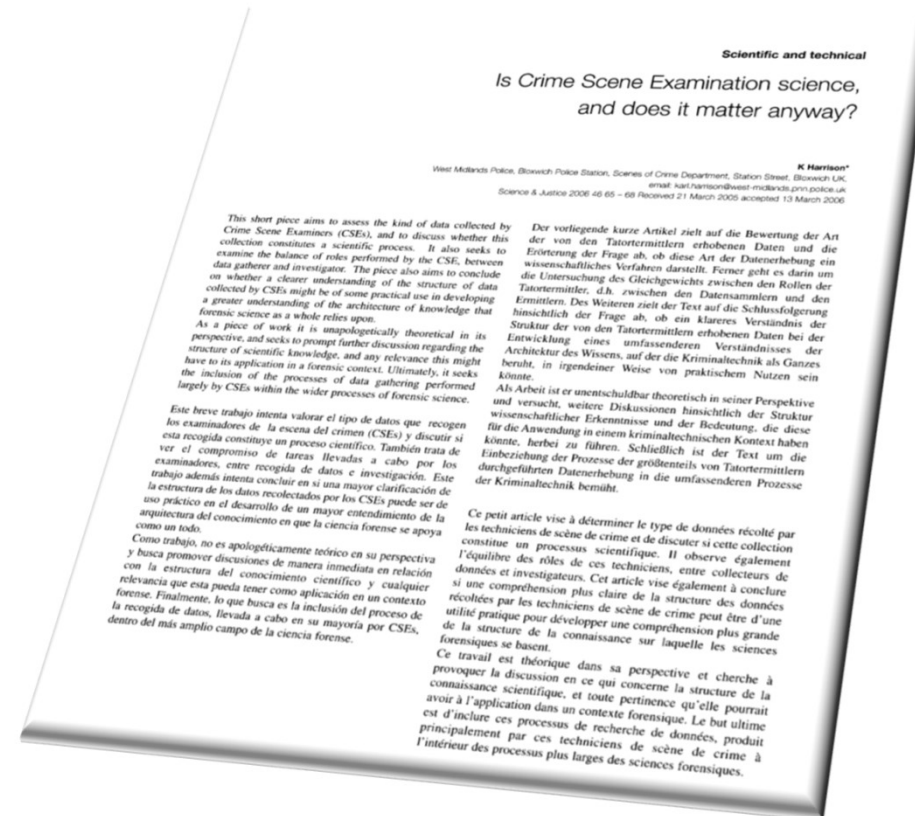 Scientific and technical
Is Crime Scene Examination science,
and does it matter anyway?
K Harrison*
West Midlands Police, Bloxwich Police Station, Scenes of Crime Department, Station Street, Bloxwich UK,
email: karl.harrison@west-midlands.pnn.police.uk
Science & Justice 2006 46 65 – 68 Received 21 March 2005 accepted 13 March 2006
This short piece aims to assess the kind of data collected by
Crime Scene Examiners (CSEs), and to discuss whether this
collection constitutes a scientific process. It also seeks to
examine the balance of roles performed by the CSE, between
data gatherer and investigator. The piece also aims to conclude
on whether a clearer understanding of the structure of data
collected by CSEs might be of some practical use in developing
a greater understanding of the architecture of knowledge that
forensic science as a whole relies upon.
As a piece of work it is unapologetically theoretical in its
perspective, and seeks to prompt further discussion regarding the
structure of scientific knowledge, and any relevance this might
have to its application in a forensic context. Ultimately, it seeks
the inclusion of the processes of data gathering performed
largely by CSEs within the wider processes of forensic science.
Este breve trabajo intenta valorar el tipo de datos que recogen
los examinadores de la escena del crimen (CSEs) y discutir si
esta recogida constituye un proceso científico. También trata de
ver el compromiso de tareas llevadas a cabo por los
examinadores, entre recogida de datos e investigación. Este
trabajo además intenta concluir en si una mayor clarificación de
la estructura de los datos recolectados por los CSEs puede ser de
uso práctico en el desarrollo de un mayor entendimiento de la
arquitectura del conocimiento en que la ciencia forense se apoya
como un todo.
Como trabajo, no es apologéticamente teórico en su perspectiva
y busca promover discusiones de manera inmediata en relación
con la estructura del conocimiento científico y cualquier
relevancia que esta pueda tener como aplicación en un contexto
forense. Finalmente, lo que busca es la inclusión del proceso de
la recogida de datos, llevada a cabo en su mayoría por CSEs,
dentro del más amplio campo de la ciencia forense.
Der vorliegende kurze Artikel zielt auf die Bewertung der Art
der von den Tatortermittlern erhobenen Daten und die
Erörterung der Frage ab, ob diese Art der Datenerhebung ein
wissenschaftliches Verfahren darstellt. Ferner geht es darin um
die Untersuchung des Gleichgewichts zwischen den Rollen der
Tatortermittler, d.h. zwischen den Datensammlern und den
Ermittlern. Des Weiteren zielt der Text auf die Schlussfolgerung
hinsichtlich der Frage ab, ob ein klareres Verständnis der
Struktur der von den Tatortermittlern erhobenen Daten bei der
Entwicklung eines umfassenderen Verständnisses der
Architektur des Wissens, auf der die Kriminaltechnik als Ganzes
beruht, in irgendeiner Weise von praktischem Nutzen sein
könnte.
Als Arbeit ist er unentschuldbar theoretisch in seiner Perspektive
und versucht, weitere Diskussionen hinsichtlich der Struktur
wissenschaftlicher Erkenntnisse und der Bedeutung, die diese
für die Anwendung in einem kriminaltechnischen Kontext haben
könnte, herbei zu führen. Schließlich ist der Text um die
Einbeziehung der Prozesse der größtenteils von Tatortermittlern
durchgeführten Datenerhebung in die umfassenderen Prozesse
der Kriminaltechnik bemüht.
Ce petit article vise à déterminer le type de données récolté par
les techniciens de scène de crime et de discuter si cette collection
constitue un processus scientifique. Il observe également
l'équilibre des rôles de ces techniciens, entre collecteurs de
données et investigateurs. Cet article vise également à conclure
si une compréhension plus claire de la structure des données
récoltées par les techniciens de scène de crime peut être d'une
utilité pratique pour développer une compréhension plus grande
de la structure de la connaissance sur laquelle les sciences
forensiques se basent.
Ce travail est théorique dans sa perspective et cherche à
provoquer la discussion en ce qui concerne la structure de la
connaissance scientifique, et toute pertinence qu'elle pourrait
avoir à l'application dans un contexte forensique. Le but ultime
est d'inclure ces processus de recherche de données, produit
principalement par ces techniciens de scène de crime à
l'intérieur des processus plus larges des sciences forensiques.